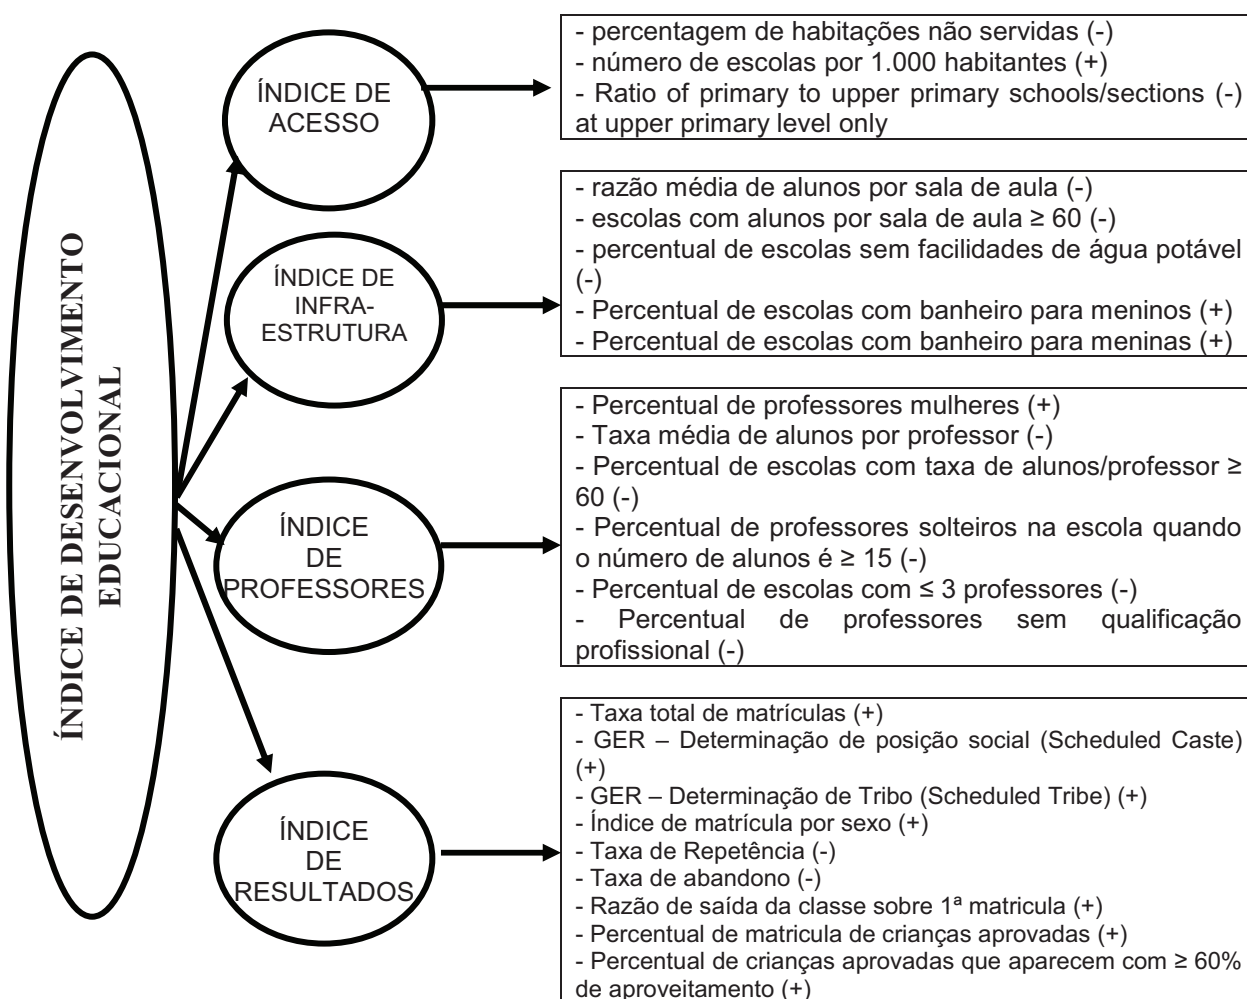 ÍNDICE DE DESENVOLVIMENTO
EDUCACIONAL
ÍNDICE DE
ACESSO
- percentagem de habitações não servidas (-)
- número de escolas por 1.000 habitantes (+)
- Ratio of primary to upper primary schools/sections (-)
at upper primary level only
ÍNDICE DE
INFRA-
ESTRUTURA
- razão média de alunos por sala de aula (-)
- escolas com alunos por sala de aula ≥ 60 (-)
- percentual de escolas sem facilidades de água potável
(-)
- Percentual de escolas com banheiro para meninos (+)
- Percentual de escolas com banheiro para meninas (+)
ÍNDICE
DE
PROFESSORES
- Percentual de professores mulheres (+)
- Taxa média de alunos por professor (-)
- Percentual de escolas com taxa de alunos/professor ≥
60 (-)
- Percentual de professores solteiros na escola quando
o número de alunos é ≥ 15 (-)
- Percentual de escolas com ≤ 3 professores (-)
- Percentual de professores sem qualificação
profissional (-)
ÍNDICE
DE
RESULTADOS
- Taxa total de matrículas (+)
- GER – Determinação de posição social (Scheduled Caste)
(+)
- GER – Determinação de Tribo (Scheduled Tribe) (+)
- Índice de matrícula por sexo (+)
- Taxa de Repetência (-)
- Taxa de abandono (-)
- Razão de saída da classe sobre 1ª matricula (+)
- Percentual de matricula de crianças aprovadas (+)
- Percentual de crianças aprovadas que aparecem com ≥ 60%
de aproveitamento (+)